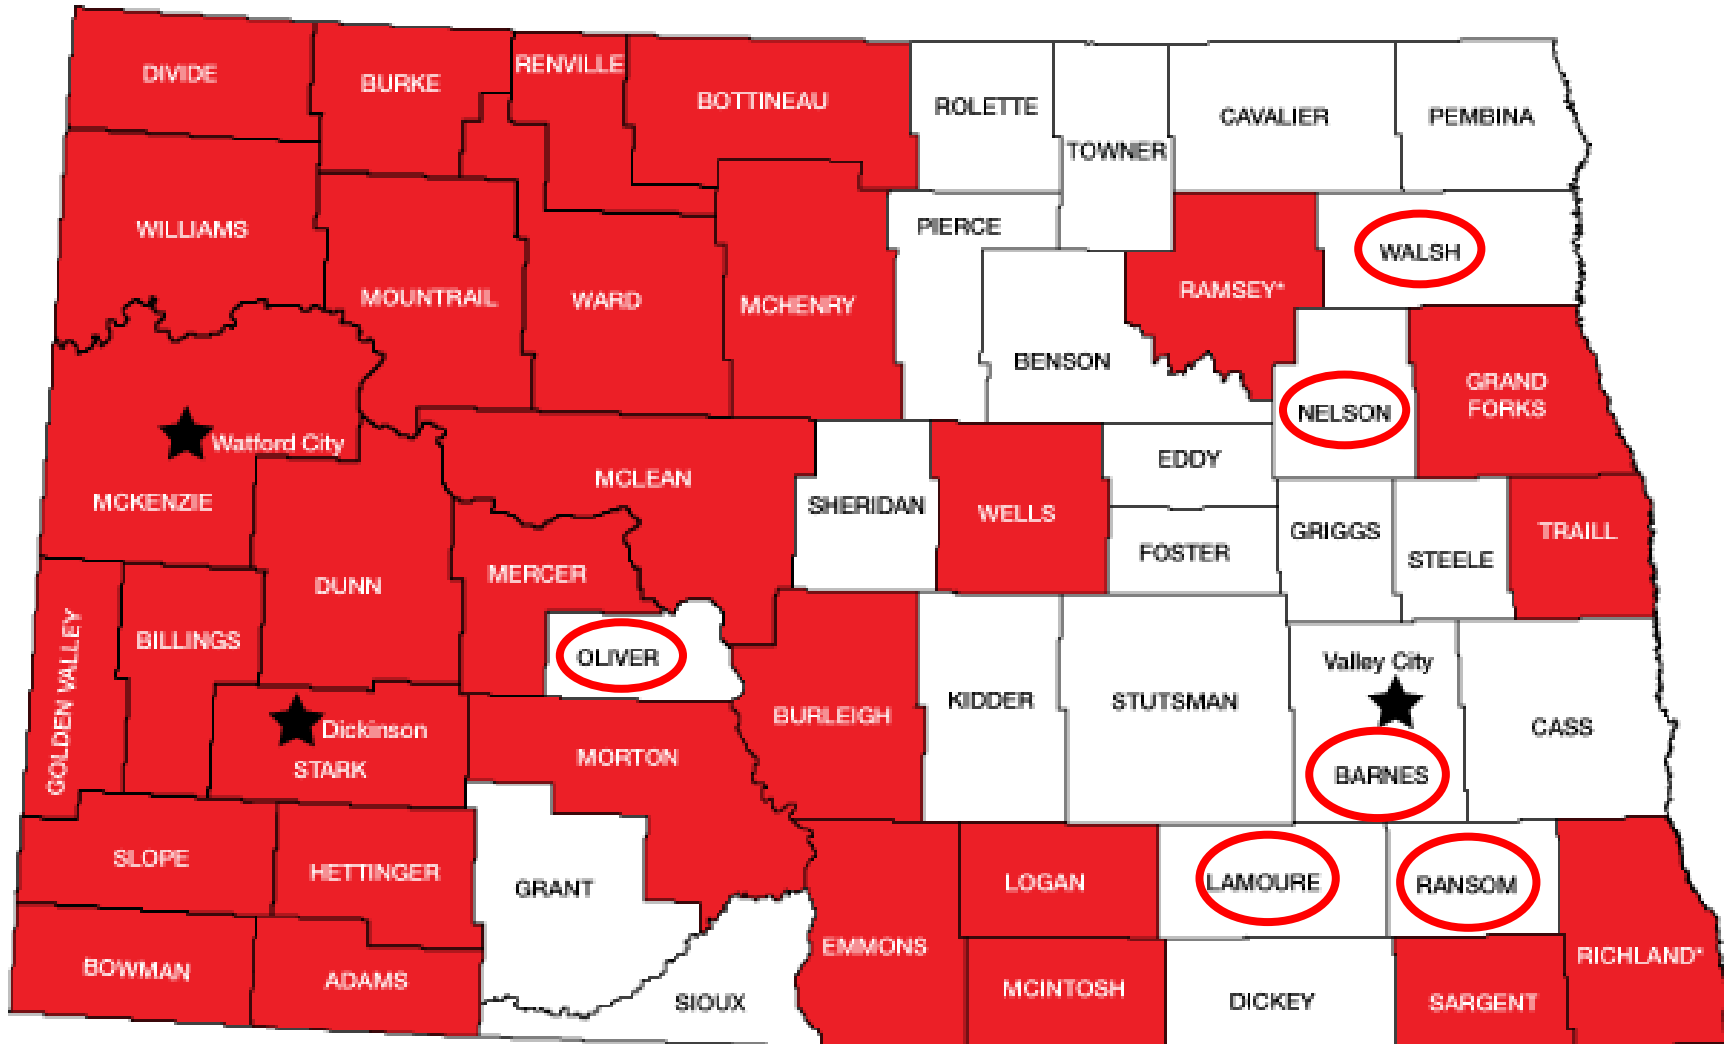 DIVIDE
BURKE
RENVILLE
BOTTINEAU
ROLETTE
TOWNER
CAVALIER
PEMBINA
WILLIAMS
MOUNTRAIL
WARD
MCHENRY
PIERCE
BENSON
RAMSEY*
WALSH
NELSON
GRAND
FORKS
Watford City
MCKENZIE
DUNN
MCLEAN
MERCER
SHERIDAN
WELLS
EDDY
FOSTER
GRIGGS
STEELE
TRAILL
GOLDEN VALLEY
BILLINGS
Dickinson
STARK
OLIVER
MORTON
BURLEIGH
KIDDER
STUTSMAN
Valley City
BARNES
CASS
SLOPE
HETTINGER
GRANT
BOWMAN
ADAMS
SIOUX
EMMONS
LOGAN
MCINTOSH
LAMOURE
DICKEY
RANSOM
SARGENT
RICHLAND*